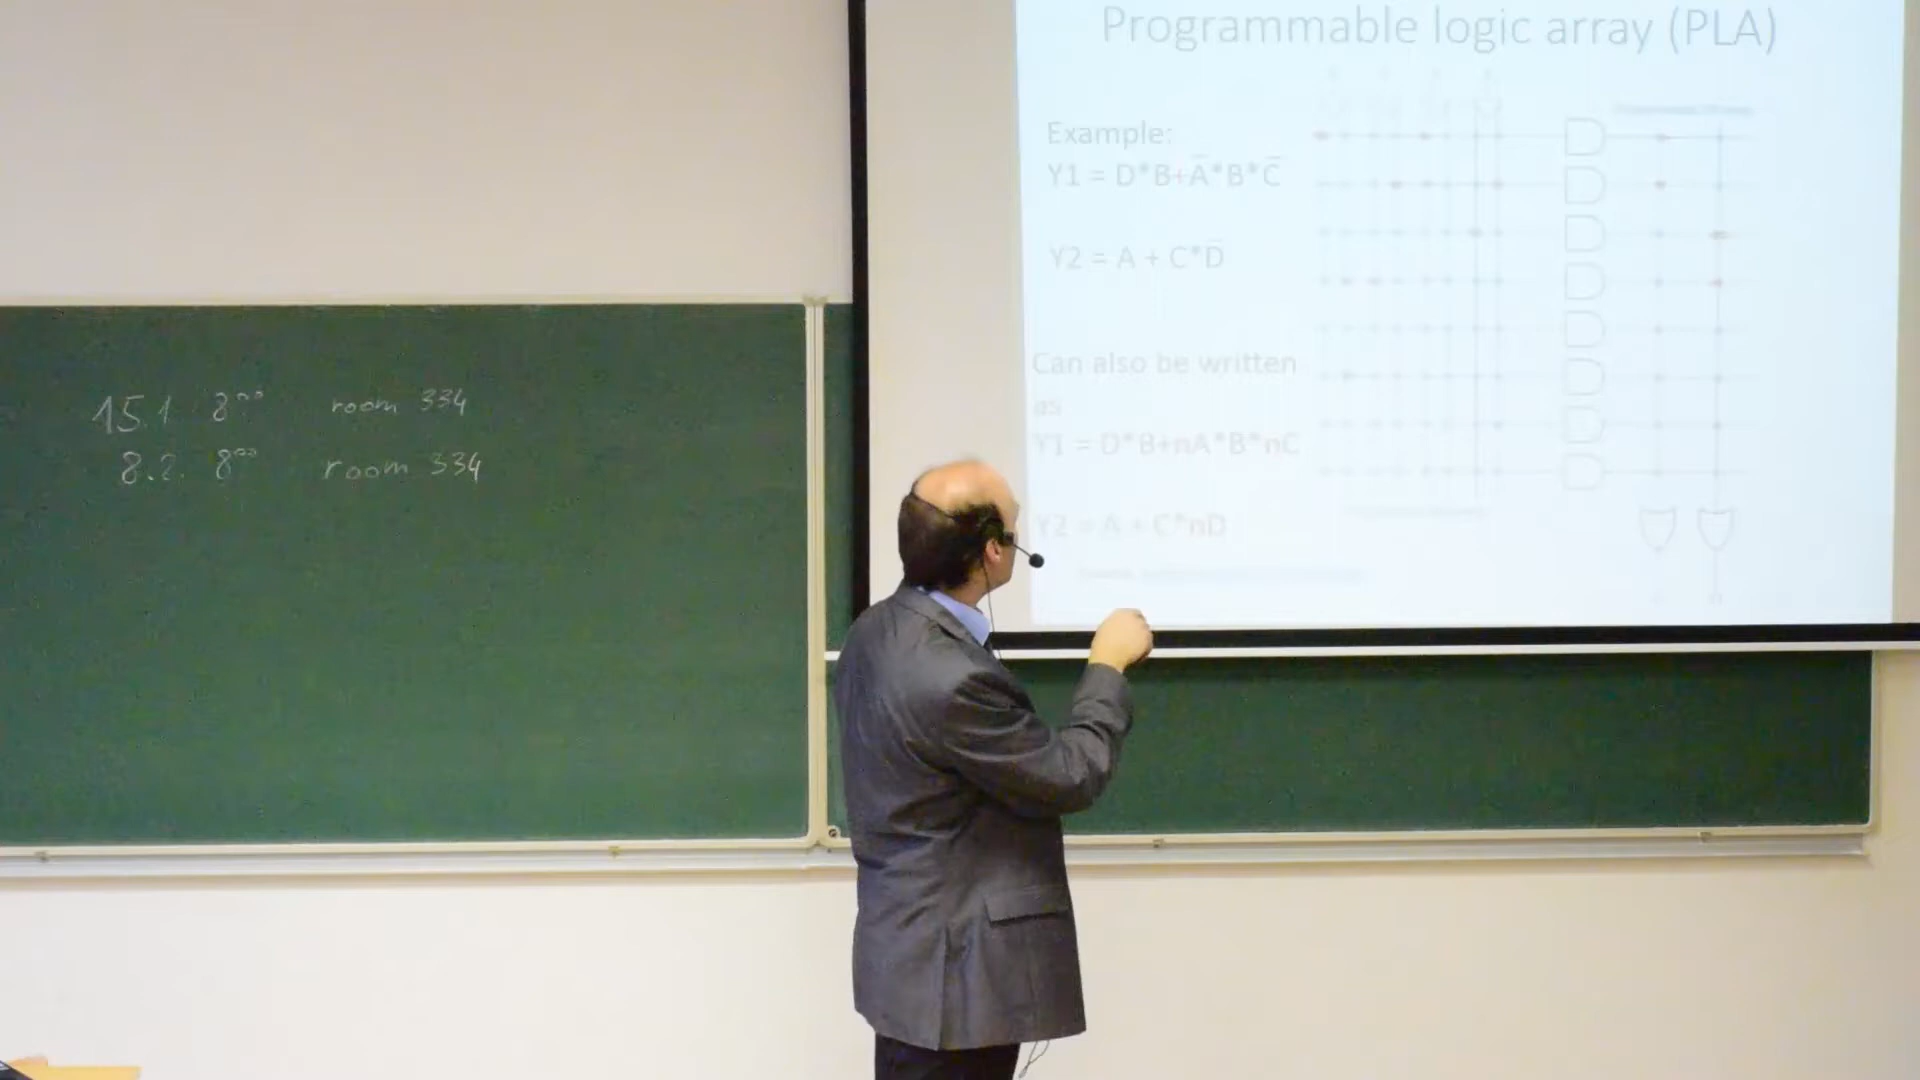 15.1. 8⁰⁰ room 334
8.2. 8⁰⁰ room 334
Programmable logic array (PLA)
Example:
Y1 = D*B+A̅*B*C̅
Y2 = A + C*D̅
Can also be written
as
Y1 = D*B+nA*B*nC
Y2 = A + C*nD